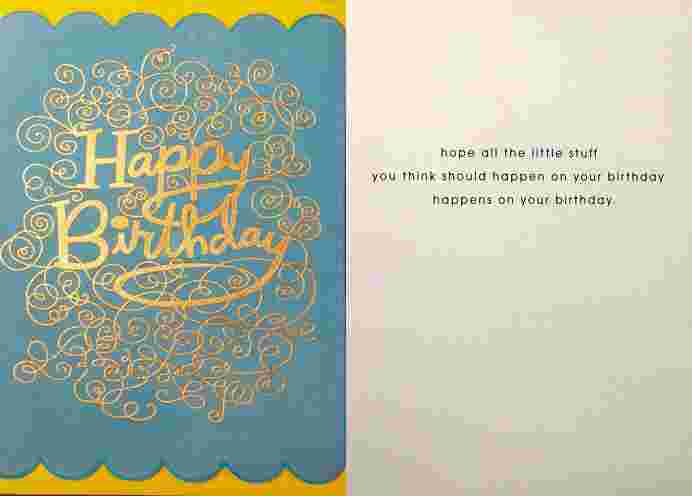 Happy
Birthday
hope all the little stuff
you think should happen on your birthday
happens on your birthday.